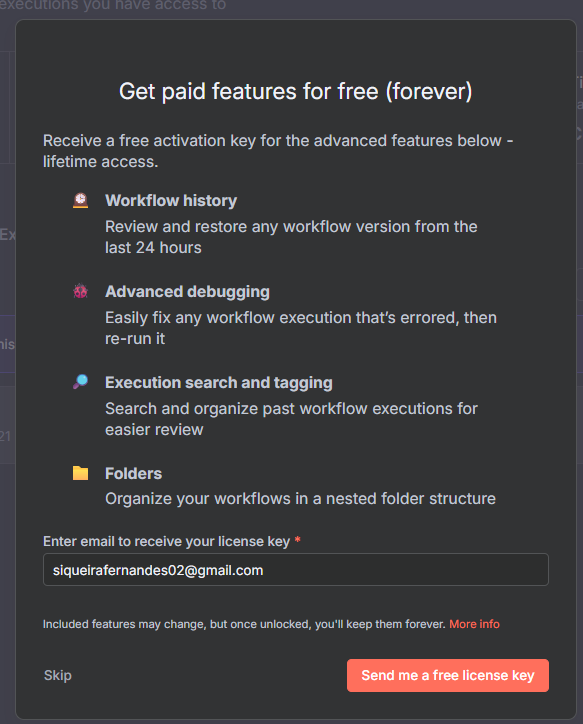 executions you have access to
Get paid features for free (forever)
Receive a free activation key for the advanced features below -
lifetime access.
Workflow history
Review and restore any workflow version from the
last 24 hours
Advanced debugging
Easily fix any workflow execution that's errored, then
re-run it
Execution search and tagging
Search and organize past workflow executions for
easier review
Folders
Organize your workflows in a nested folder structure
Enter email to receive your license key *
siqueirafernandes02@gmail.com
Included features may change, but once unlocked, you'll keep them forever. More info
Skip
Send me a free license key